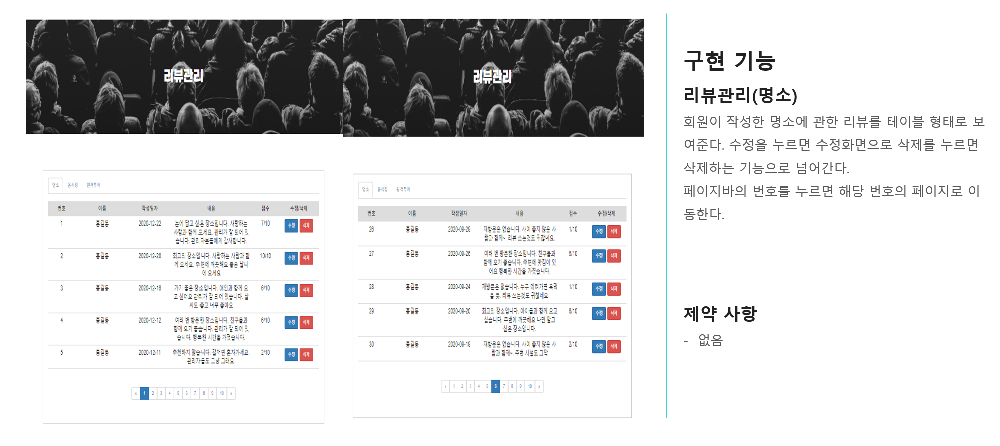 리뷰관리
명소 음식점 원격투어
번호 이름 작성일자 내용 점수 수정/삭제
1 홍길동 2020-12-22 눈에 담고 싶은 장소입니다. 사랑하는 7/10 수정 삭제
사람과 함께 오세요. 관리가 잘 되어 있
습니다. 관리자분들에게 감사합니다.
2 홍길동 2020-12-20 최고의 장소입니다. 사랑하는 사람과 함 10/10 수정 삭제
께 오세요. 주변에 깨끗해요 좋은 날씨
에 오세요
3 홍길동 2020-12-16 가기 좋은 장소입니다. 애인과 함께 오 6/10 수정 삭제
고 싶어요 관리가 잘 되어 있습니다. 날
씨도 좋고 너무 좋아요
4 홍길동 2020-12-12 여러 번 방문한 장소입니다. 친구들과 6/10 수정 삭제
함께 오기 좋습니다. 관리가 잘 되어 있
습니다. 행복한 시간을 가졌습니다.
5 홍길동 2020-12-11 추천하지 않습니다. 갈꺼면 혼자가세요. 2/10 수정 삭제
관리자들도 그냥 그래요.
« 1 2 3 4 5 6 7 8 9 10 »
리뷰관리
명소 음식점 원격투어
번호 이름 작성일자 내용 점수 수정/삭제
26 홍길동 2020-09-29 재방문은 없습니다. 사이 좋지 않은 사 1/10 수정 삭제
람과 함께~. 리뷰 쓰는것도 귀찮네요.
27 홍길동 2020-09-26 여러 번 방문한 장소입니다. 친구들과 5/10 수정 삭제
함께 오기 좋습니다. 주변에 맛집이 있
어요 행복한 시간을 가졌습니다.
28 홍길동 2020-09-24 재방문은 없습니다. 누구 데려가면 욕먹 1/10 수정 삭제
을 듯. 리뷰 쓰는것도 귀찮네요.
29 홍길동 2020-09-20 최고의 장소입니다. 아이들과 함께 오고 6/10 수정 삭제
싶습니다. 주변에 깨끗해요 나만 알고
싶은 장소입니다.
30 홍길동 2020-09-19 재방문은 없습니다. 사이 좋지 않은 사 2/10 수정 삭제
람과 함께~. 주변 시설도 그닥
« 1 2 3 4 5 6 7 8 9 10 »
구현 기능
리뷰관리(명소)
회원이 작성한 명소에 관한 리뷰를 테이블 형태로 보
여준다. 수정을 누르면 수정화면으로 삭제를 누르면
삭제하는 기능으로 넘어간다.
페이지바의 번호를 누르면 해당 번호의 페이지로 이
동한다.
제약 사항
- 없음